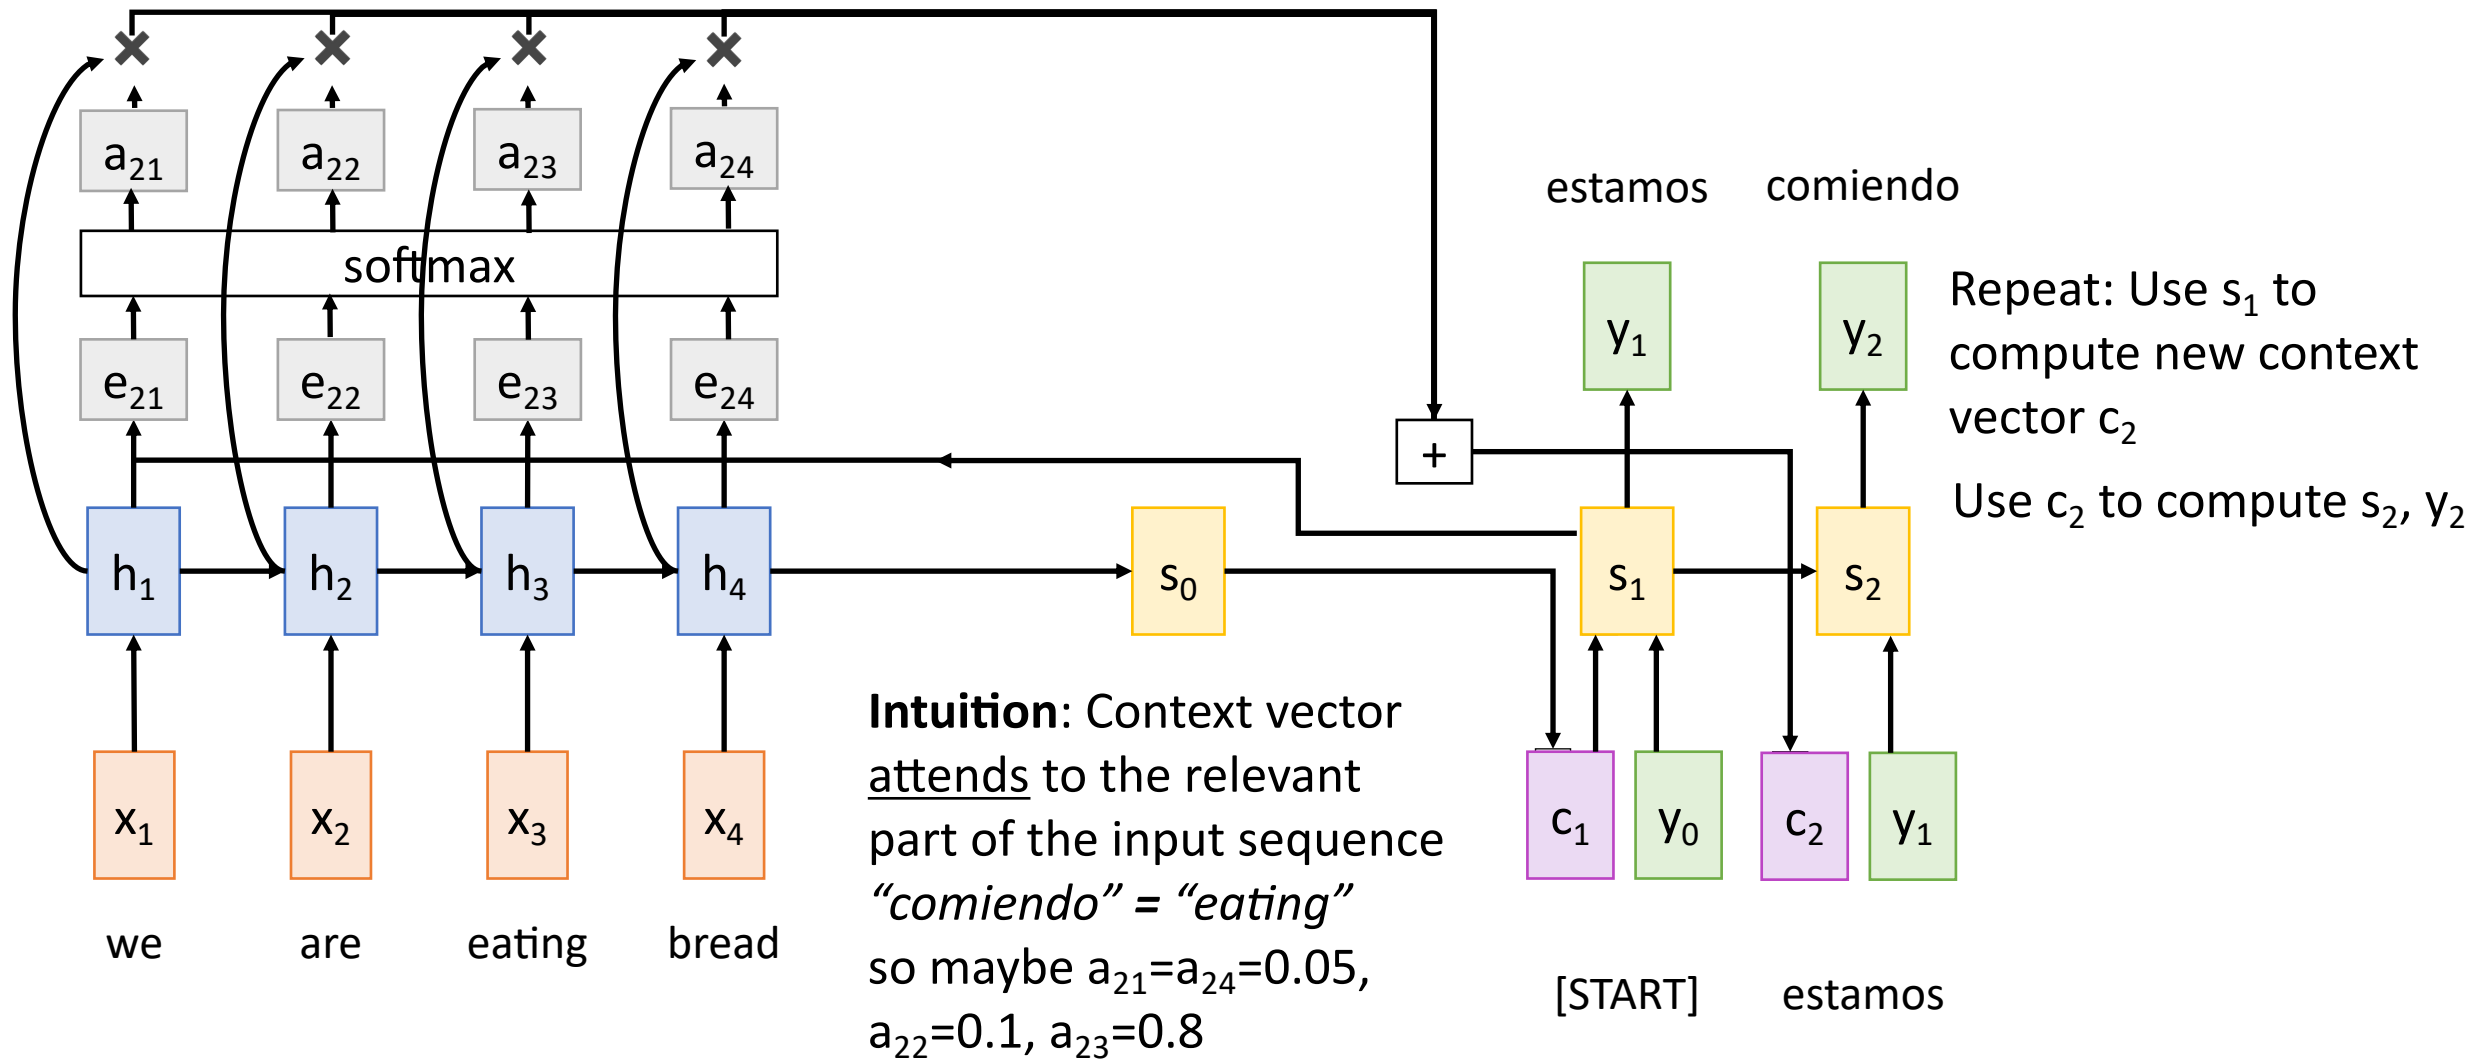 a₂₁ a₂₂ a₂₃ a₂₄
softmax
e₂₁ e₂₂ e₂₃ e₂₄
h₁ h₂ h₃ h₄
x₁ x₂ x₃ x₄
we are eating bread
s₀
+
estamos comiendo
y₁ y₂
s₁ s₂
c₁ y₀ c₂ y₁
[START] estamos
Repeat: Use s₁ to
compute new context
vector c₂
Use c₂ to compute s₂, y₂
Intuition: Context vector
attends to the relevant
part of the input sequence
“comiendo” = “eating”
so maybe a₂₁=a₂₄=0.05,
a₂₂=0.1, a₂₃=0.8